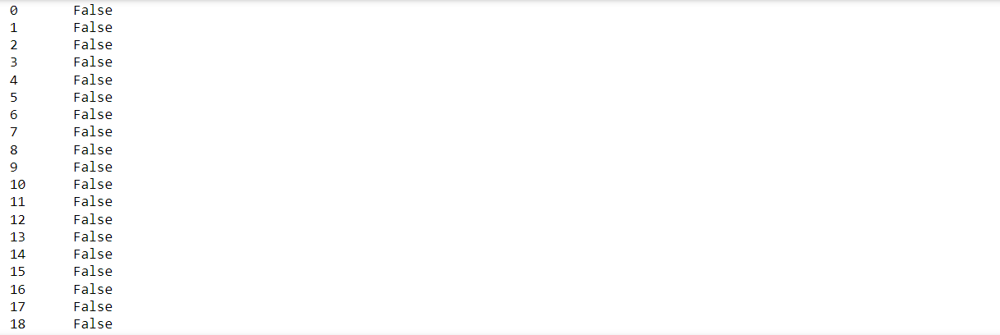 0 False
1 False
2 False
3 False
4 False
5 False
6 False
7 False
8 False
9 False
10 False
11 False
12 False
13 False
14 False
15 False
16 False
17 False
18 False